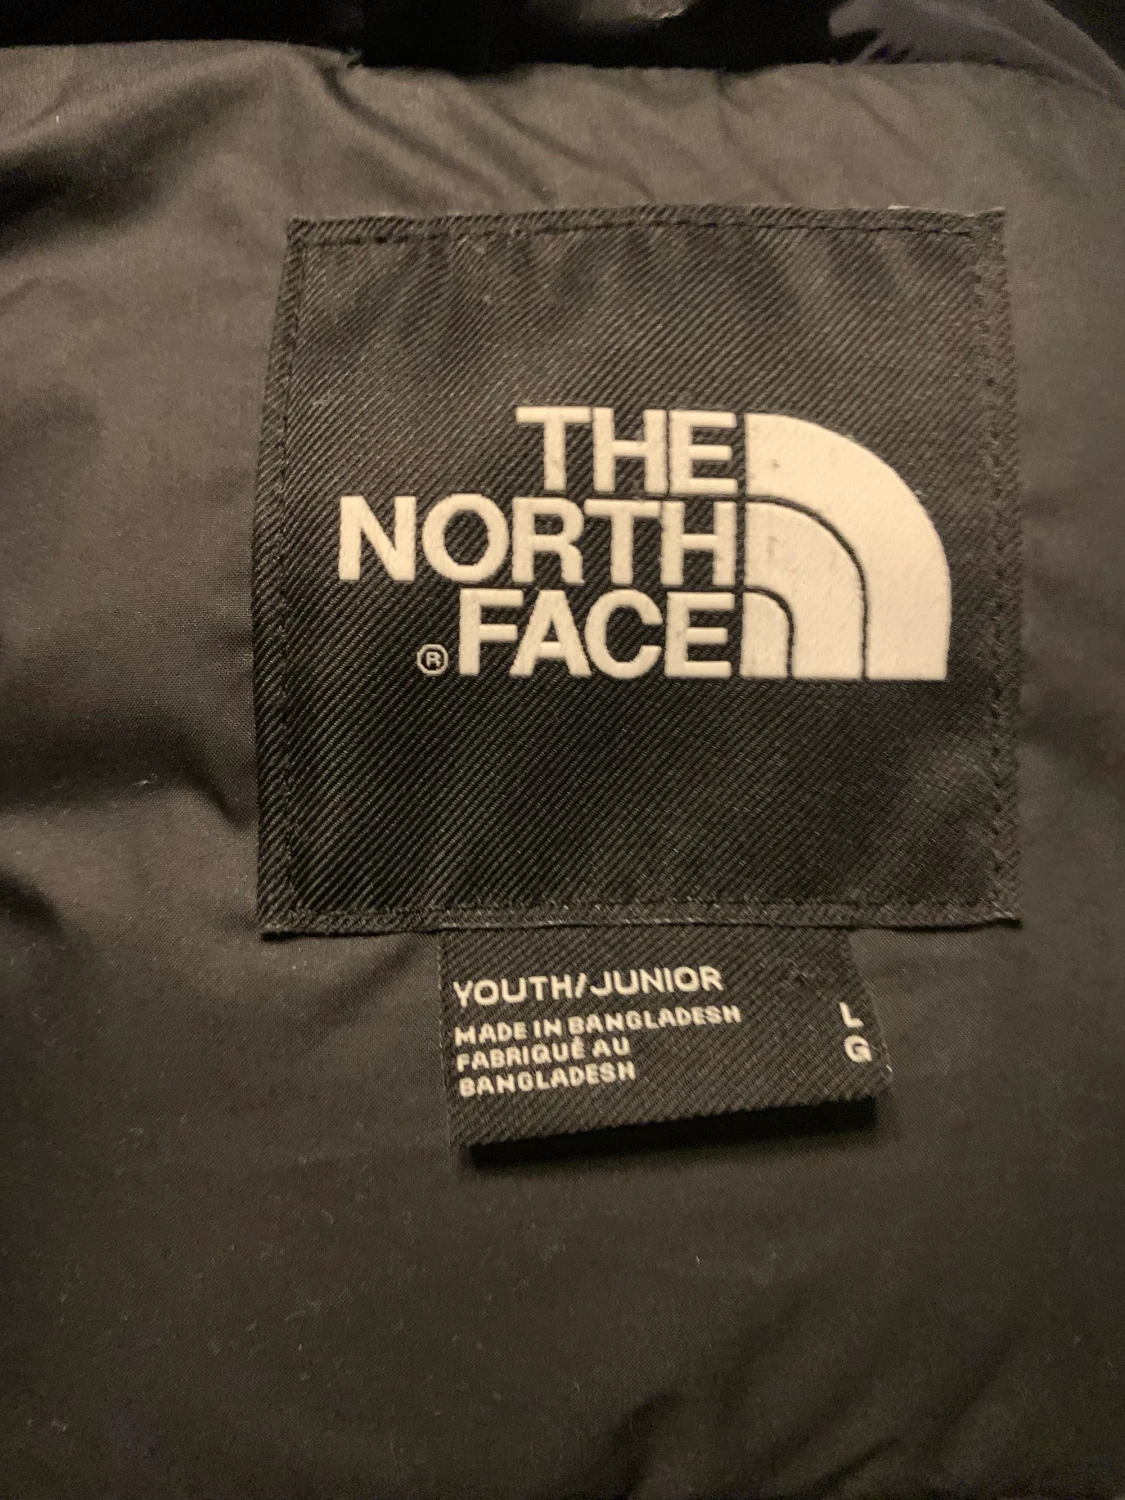 THE
NORTH
® FACE
YOUTH/JUNIOR
MADE IN BANGLADESH L
FABRIQUÉ AU G
BANGLADESH